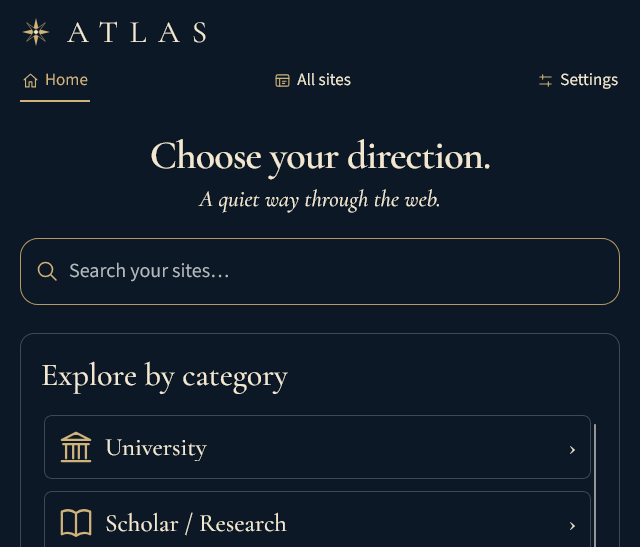 ATLAS
Home
All sites
Settings
Choose your direction.
A quiet way through the web.
Search your sites...
Explore by category
University
Scholar / Research